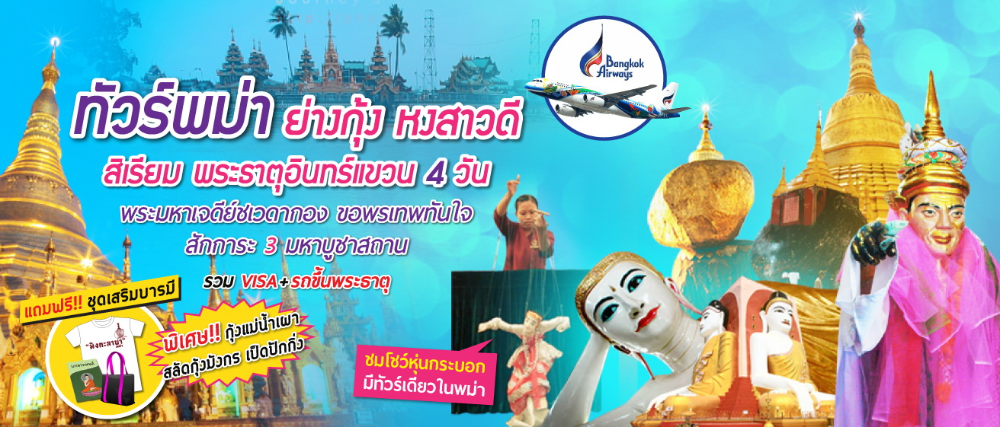 ทัวร์พม่า ย่างกุ้ง หงสาวดี
สิเรียม พระธาตุอินทร์แขวน 4 วัน
พระมหาเจดีย์ชเวดากอง ขอพรเทพทันใจ
สักการะ 3 มหาบูชาสถาน
รวม VISA+รถขึ้นพระธาตุ
แถมฟรี!! ชุดเสริมบารมี
"มิงกะลาบา"
พิเศษ!! กุ้งแม่น้ำเผา
สลัดกุ้งมังกร เป็ดปักกิ่ง
ชมโชว์หุ่นกระบอก
มีทัวร์เดียวในพม่า
Bangkok
Airways